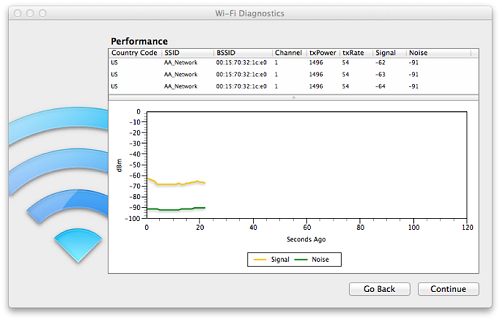 Wi-Fi Diagnostics
Performance
Country Code SSID BSSID Channel txPower txRate Signal Noise
US AA_Network 00:15:70:32:1c:e0 1 1496 54 -62 -91
US AA_Network 00:15:70:32:1c:e0 1 1496 54 -63 -91
US AA_Network 00:15:70:32:1c:e0 1 1496 54 -64 -91
0
-10
-20
-30
-40
-50
-60
-70
-80
-90
-100
dBm
0 20 40 60 80 100 120
Seconds Ago
Signal Noise
Go Back Continue